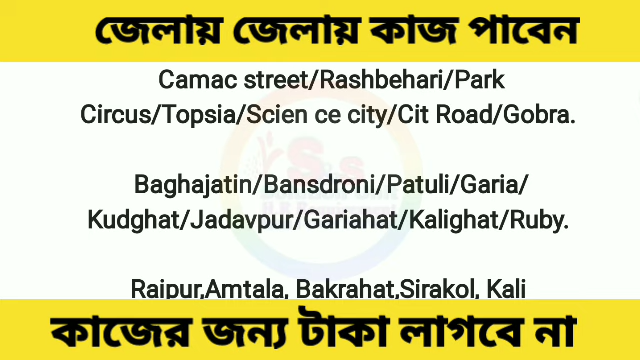 জেলায় জেলায় কাজ পাবেন
Camac street/Rashbehari/Park
Circus/Topsia/Scien ce city/Cit Road/Gobra.
Baghajatin/Bansdroni/Patuli/Garia/
Kudghat/Jadavpur/Gariahat/Kalighat/Ruby.
Raipur,Amtala, Bakrahat,Sirakol, Kali
কাজের জন্য টাকা লাগবে না